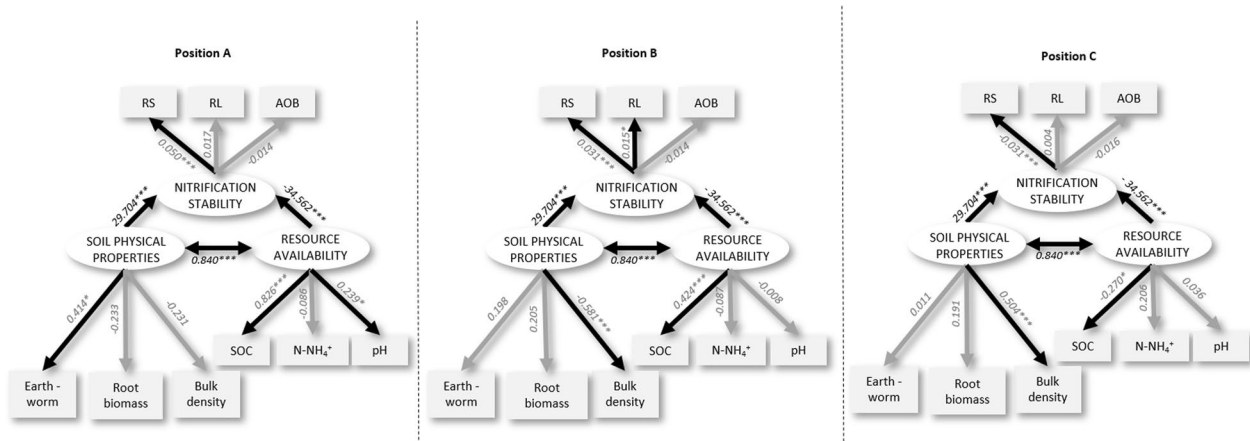 Position A
RS
RL
AOB
0.050***
0.017
-0.014
NITRIFICATION
STABILITY
29.704***
-34.562***
SOIL PHYSICAL
PROPERTIES
RESOURCE
AVAILABILITY
0.840***
0.414*
-0.233
-0.231
0.826***
-0.086
0.239*
SOC
N-NH₄⁺
pH
Earth -
worm
Root
biomass
Bulk
density
Position B
RS
RL
AOB
0.031***
0.015*
-0.014
NITRIFICATION
STABILITY
29.704***
- 34.562***
SOIL PHYSICAL
PROPERTIES
RESOURCE
AVAILABILITY
0.840***
0.198
0.205
-0.581***
0.424***
-0.087
-0.008
SOC
N-NH₄⁺
pH
Earth -
worm
Root
biomass
Bulk
density
Position C
RS
RL
AOB
-0.031***
0.004
-0.016
NITRIFICATION
STABILITY
29.704***
- 34.562***
SOIL PHYSICAL
PROPERTIES
RESOURCE
AVAILABILITY
0.840***
0.011
0.191
0.504***
-0.270*
0.206
0.036
SOC
N-NH₄⁺
pH
Earth -
worm
Root
biomass
Bulk
density